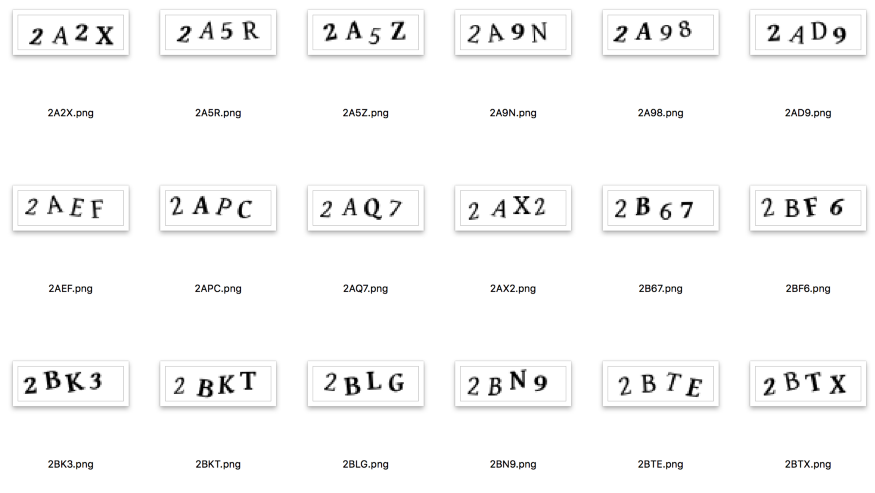 2A2X 2A5R 2A5Z 2A9N 2A98 2AD9
2A2X.png 2A5R.png 2A5Z.png 2A9N.png 2A98.png 2AD9.png
2AEF 2APC 2AQ7 2AX2 2B67 2BF6
2AEF.png 2APC.png 2AQ7.png 2AX2.png 2B67.png 2BF6.png
2BK3 2BKT 2BLG 2BN9 2BTE 2BTX
2BK3.png 2BKT.png 2BLG.png 2BN9.png 2BTE.png 2BTX.png